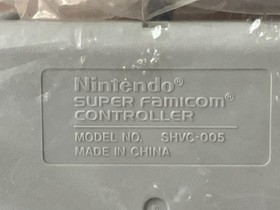 Nintendo®
SUPER FAMICOM®
CONTROLLER
MODEL NO. SHVC-005
MADE IN CHINA